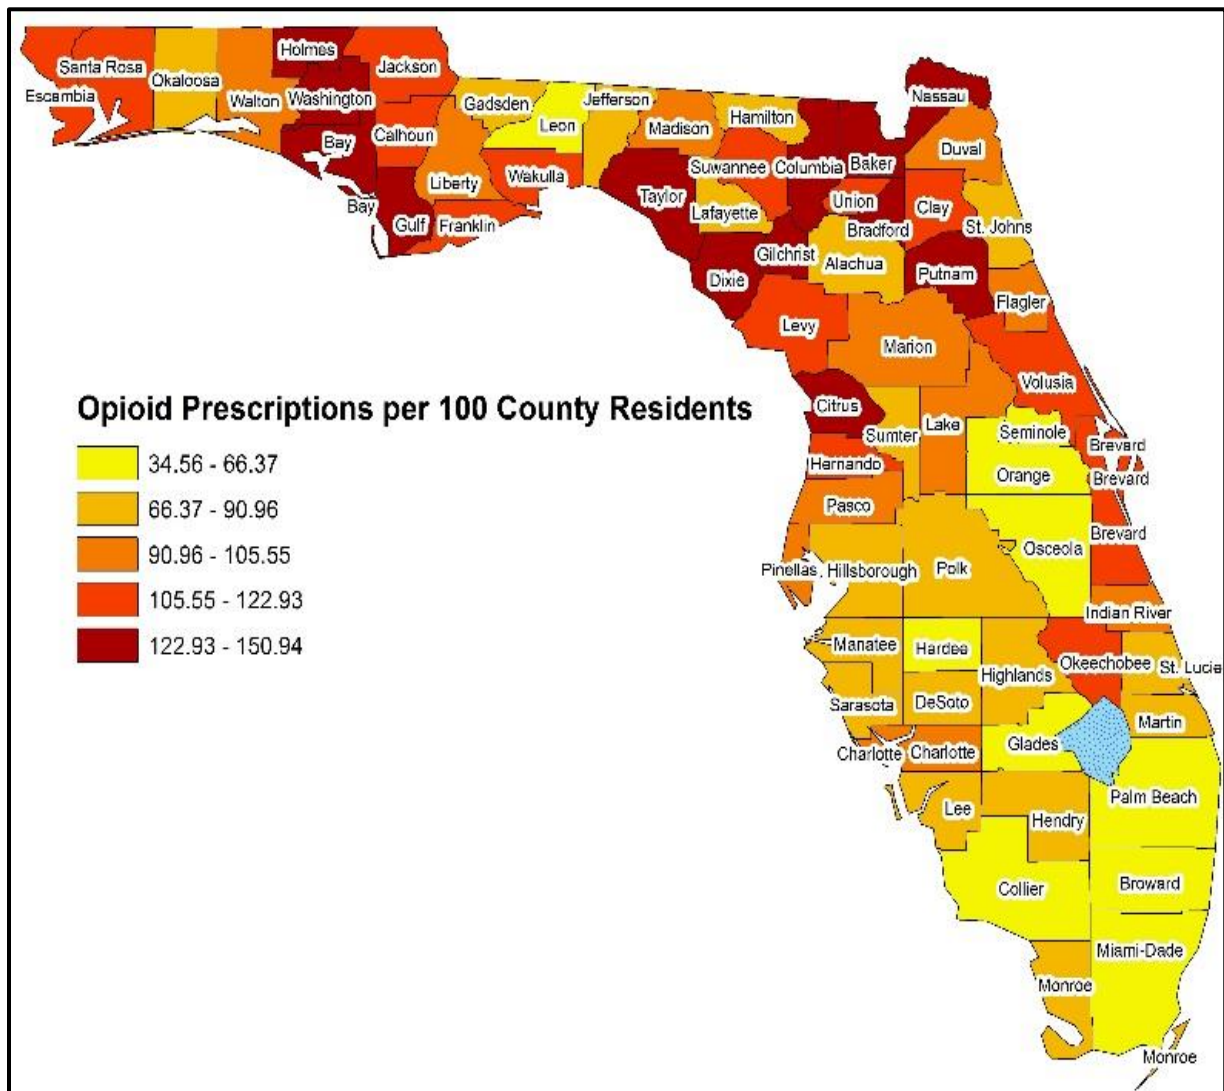 Holmes
Santa Rosa
Okaloosa
Jackson
Escambia
Walton
Washington
Gadsden
Jefferson
Hamilton
Nassau
Leon
Madison
Calhoun
Bay
Duval
Suwannee
Columbia
Baker
Liberty
Wakulla
Taylor
Union
Clay
Bay
Lafayette
Gulf
Franklin
Bradford
St. Johns
Gilchrist
Alachua
Dixie
Putnam
Flagler
Levy
Marion
Volusia
Opioid Prescriptions per 100 County Residents
34.56 - 66.37
66.37 - 90.96
90.96 - 105.55
105.55 - 122.93
122.93 - 150.94
Citrus
Sumter
Lake
Seminole
Brevard
Hernando
Orange
Brevard
Pasco
Brevard
Osceola
Pinellas
Hillsborough
Polk
Indian River
Manatee
Hardee
Okeechobee
St. Lucie
Highlands
Sarasota
DeSoto
Martin
Charlotte
Charlotte
Glades
Palm Beach
Lee
Hendry
Collier
Broward
Miami-Dade
Monroe
Monroe